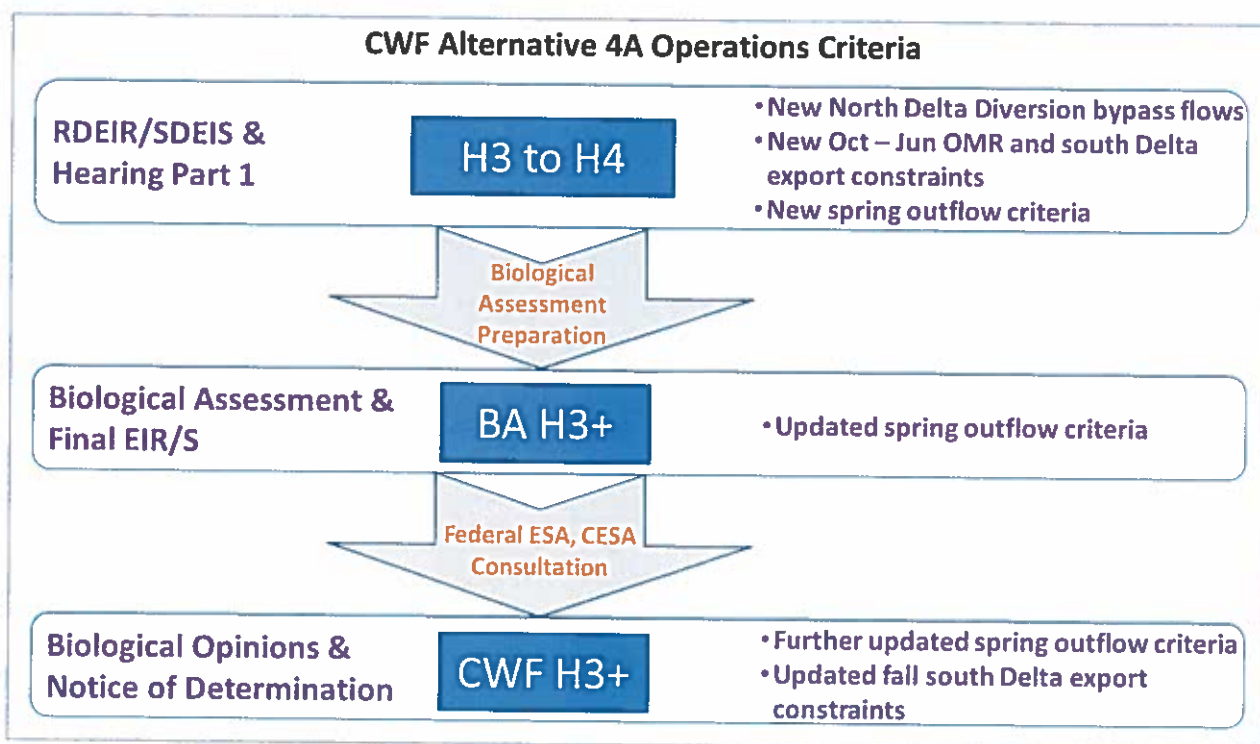 CWF Alternative 4A Operations Criteria
RDEIR/SDEIS &
Hearing Part 1
H3 to H4
•New North Delta Diversion bypass flows
•New Oct – Jun OMR and south Delta
export constraints
•New spring outflow criteria
Biological
Assessment
Preparation
Biological Assessment &
Final EIR/S
BA H3+
•Updated spring outflow criteria
Federal ESA, CESA
Consultation
Biological Opinions &
Notice of Determination
CWF H3+
•Further updated spring outflow criteria
•Updated fall south Delta export
constraints